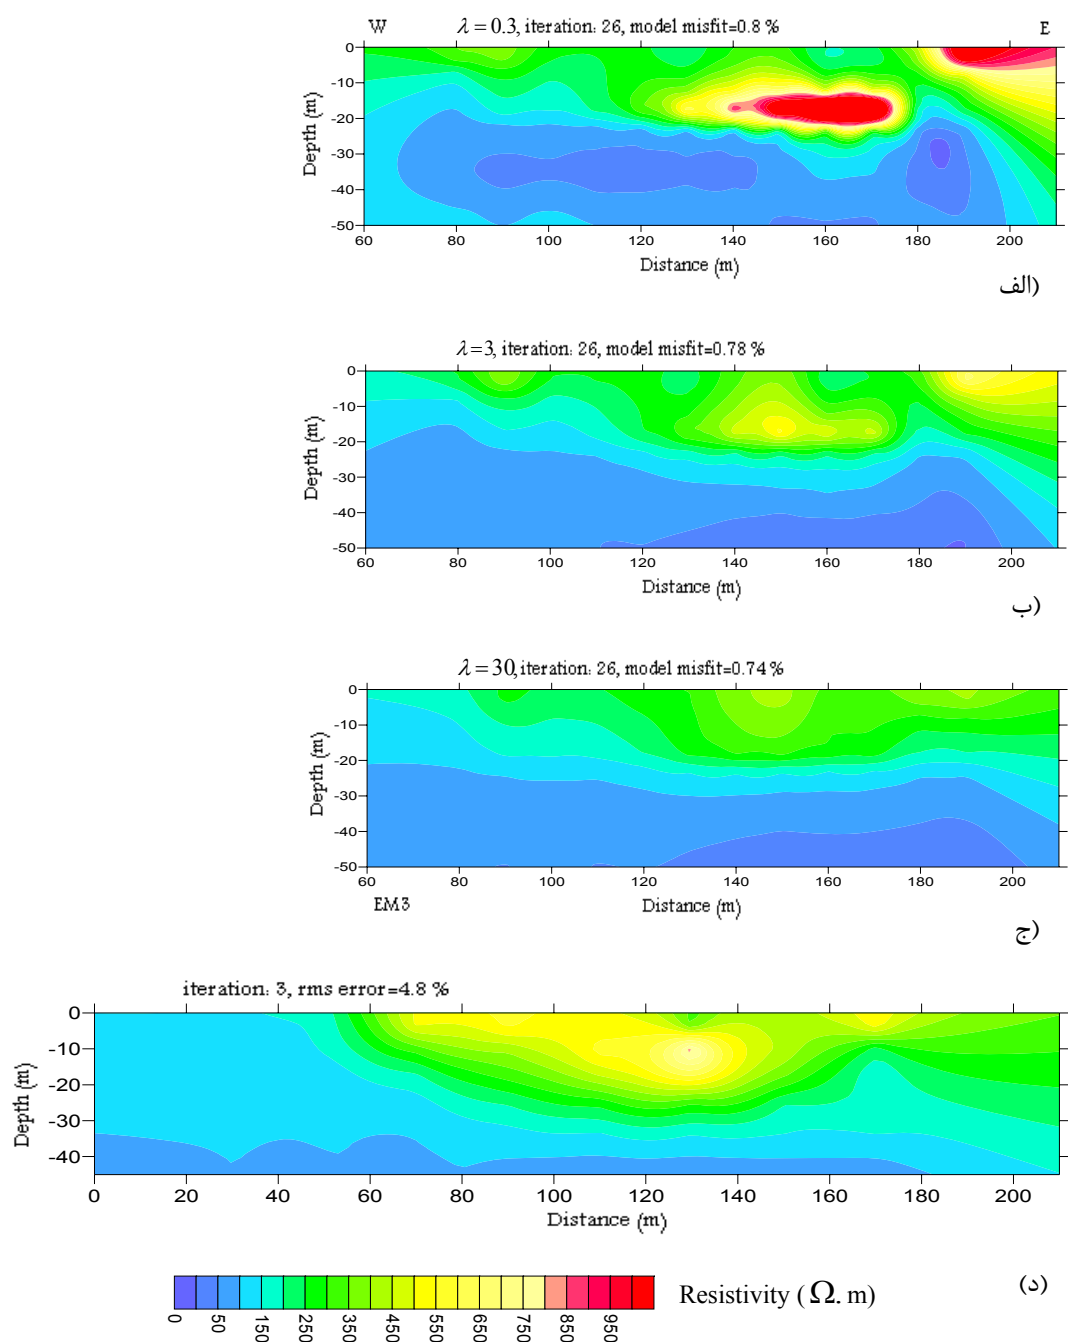 W λ = 0.3, iteration: 26, model misfit=0.8 % E
0
-10
-20
-30
-40
-50
Depth (m)
60 80 100 120 140 160 180 200
Distance (m)
الف)
λ = 3, iteration: 26, model misfit=0.78 %
0
-10
-20
-30
-40
-50
Depth (m)
60 80 100 120 140 160 180 200
Distance (m)
ب)
λ = 30, iteration: 26, model misfit=0.74 %
0
-10
-20
-30
-40
-50
Depth (m)
60 80 100 120 140 160 180 200
EM3 Distance (m)
ج)
iteration: 3, rms error=4.8 %
0
-10
-20
-30
-40
Depth (m)
0 20 40 60 80 100 120 140 160 180 200
Distance (m)
0 50 150 250 350 450 550 650 750 850 950
Resistivity (Ω. m)
(د)